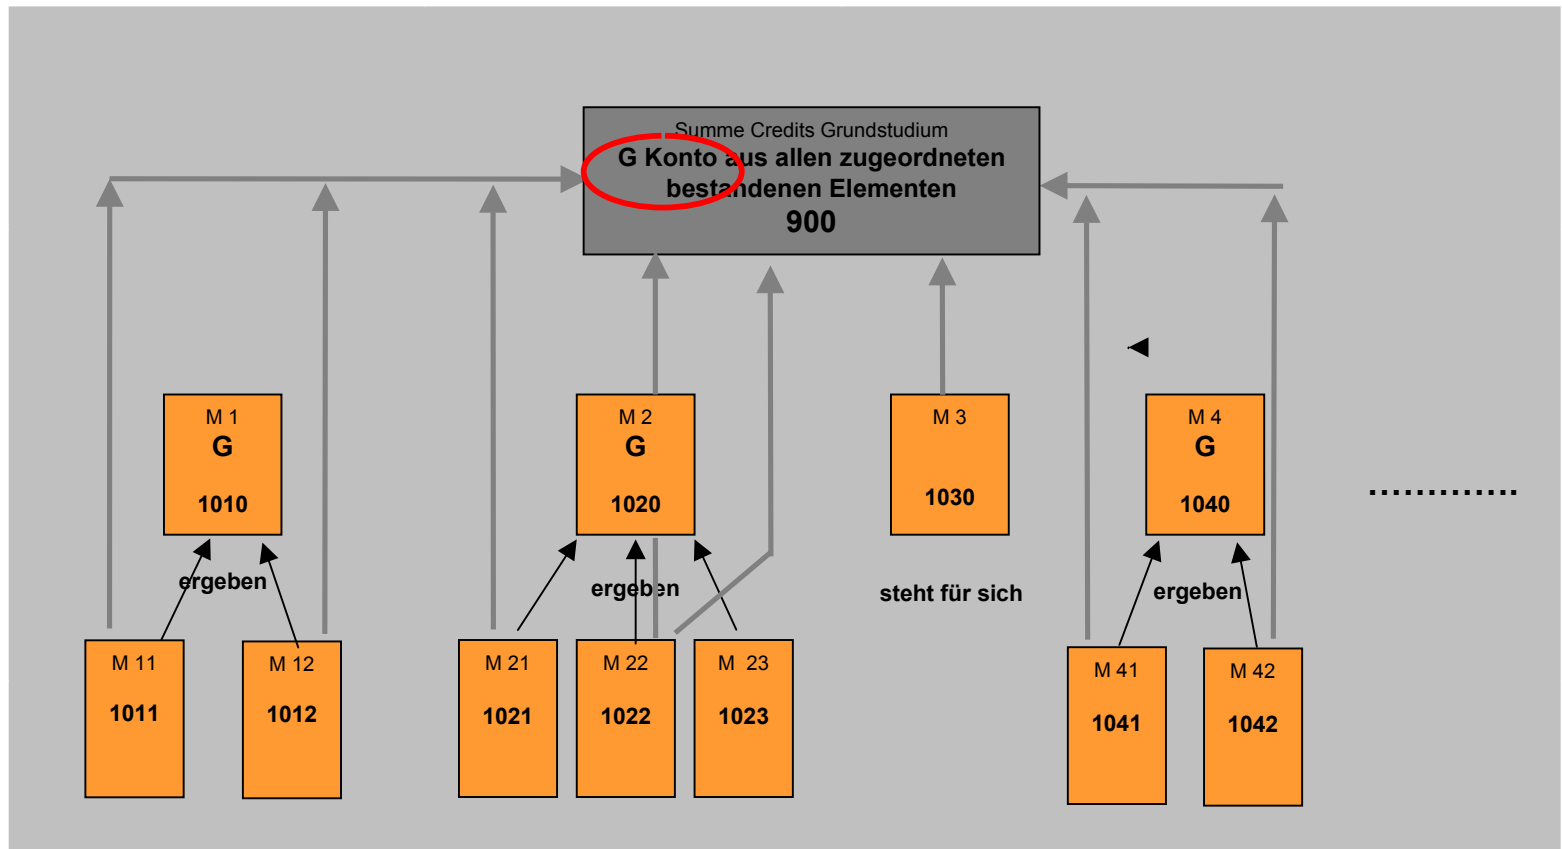 Summe Credits Grundstudium
G Konto aus allen zugeordneten
bestandenen Elementen
900
M 1
G
1010
M 2
G
1020
M 3
1030
M 4
G
1040
.............
ergeben
ergeben
steht für sich
ergeben
M 11
1011
M 12
1012
M 21
1021
M 22
1022
M 23
1023
M 41
1041
M 42
1042